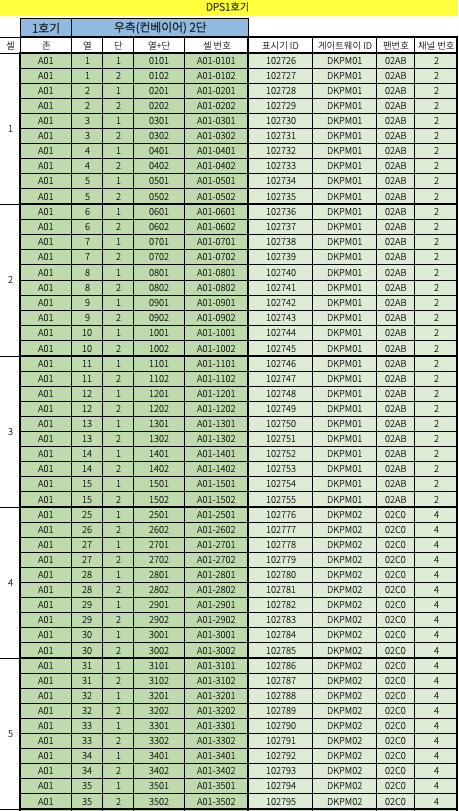 DPS1호기
1호기 우측(컨베이어) 2단
셀 존 열 단 열+단 셀 번호 표시기 ID 게이트웨이 ID 팬번호 채널 번호
A01 1 1 0101 A01-0101 102726 DKPM01 02AB 2
A01 1 2 0102 A01-0102 102727 DKPM01 02AB 2
A01 2 1 0201 A01-0201 102728 DKPM01 02AB 2
A01 2 2 0202 A01-0202 102729 DKPM01 02AB 2
A01 3 1 0301 A01-0301 102730 DKPM01 02AB 2
1
A01 3 2 0302 A01-0302 102731 DKPM01 02AB 2
A01 4 1 0401 A01-0401 102732 DKPM01 02AB 2
A01 4 2 0402 A01-0402 102733 DKPM01 02AB 2
A01 5 1 0501 A01-0501 102734 DKPM01 02AB 2
A01 5 2 0502 A01-0502 102735 DKPM01 02AB 2
A01 6 1 0601 A01-0601 102736 DKPM01 02AB 2
A01 6 2 0602 A01-0602 102737 DKPM01 02AB 2
A01 7 1 0701 A01-0701 102738 DKPM01 02AB 2
A01 7 2 0702 A01-0702 102739 DKPM01 02AB 2
A01 8 1 0801 A01-0801 102740 DKPM01 02AB 2
2
A01 8 2 0802 A01-0802 102741 DKPM01 02AB 2
A01 9 1 0901 A01-0901 102742 DKPM01 02AB 2
A01 9 2 0902 A01-0902 102743 DKPM01 02AB 2
A01 10 1 1001 A01-1001 102744 DKPM01 02AB 2
A01 10 2 1002 A01-1002 102745 DKPM01 02AB 2
A01 11 1 1101 A01-1101 102746 DKPM01 02AB 2
A01 11 2 1102 A01-1102 102747 DKPM01 02AB 2
A01 12 1 1201 A01-1201 102748 DKPM01 02AB 2
A01 12 2 1202 A01-1202 102749 DKPM01 02AB 2
A01 13 1 1301 A01-1301 102750 DKPM01 02AB 2
3
A01 13 2 1302 A01-1302 102751 DKPM01 02AB 2
A01 14 1 1401 A01-1401 102752 DKPM01 02AB 2
A01 14 2 1402 A01-1402 102753 DKPM01 02AB 2
A01 15 1 1501 A01-1501 102754 DKPM01 02AB 2
A01 15 2 1502 A01-1502 102755 DKPM01 02AB 2
A01 25 1 2501 A01-2501 102776 DKPM02 02C0 4
A01 26 2 2602 A01-2602 102777 DKPM02 02C0 4
A01 27 1 2701 A01-2701 102778 DKPM02 02C0 4
A01 27 2 2702 A01-2702 102779 DKPM02 02C0 4
A01 28 1 2801 A01-2801 102780 DKPM02 02C0 4
4
A01 28 2 2802 A01-2802 102781 DKPM02 02C0 4
A01 29 1 2901 A01-2901 102782 DKPM02 02C0 4
A01 29 2 2902 A01-2902 102783 DKPM02 02C0 4
A01 30 1 3001 A01-3001 102784 DKPM02 02C0 4
A01 30 2 3002 A01-3002 102785 DKPM02 02C0 4
A01 31 1 3101 A01-3101 102786 DKPM02 02C0 4
A01 31 2 3102 A01-3102 102787 DKPM02 02C0 4
A01 32 1 3201 A01-3201 102788 DKPM02 02C0 4
A01 32 2 3202 A01-3202 102789 DKPM02 02C0 4
A01 33 1 3301 A01-3301 102790 DKPM02 02C0 4
5
A01 33 2 3302 A01-3302 102791 DKPM02 02C0 4
A01 34 1 3401 A01-3401 102792 DKPM02 02C0 4
A01 34 2 3402 A01-3402 102793 DKPM02 02C0 4
A01 35 1 3501 A01-3501 102794 DKPM02 02C0 4
A01 35 2 3502 A01-3502 102795 DKPM02 02C0 4